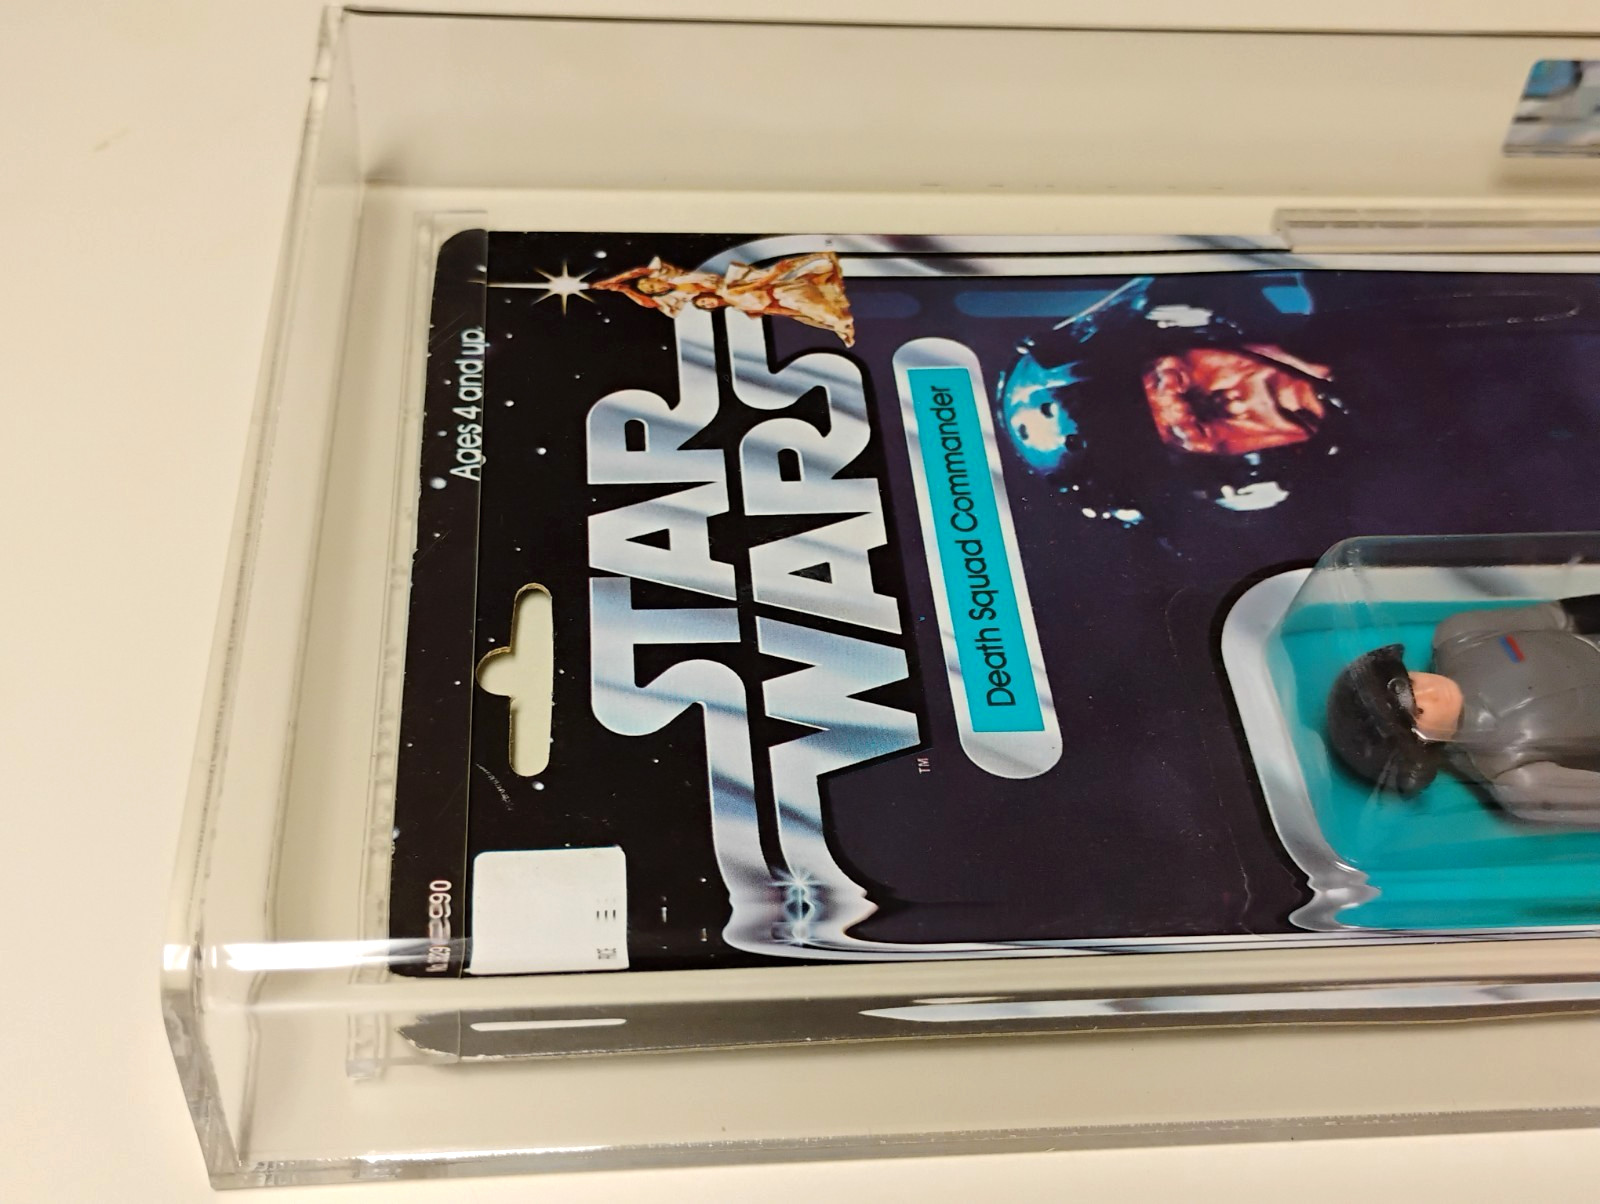 Ages 4 and up.
STAR
WARS
TM
Death Squad Commander